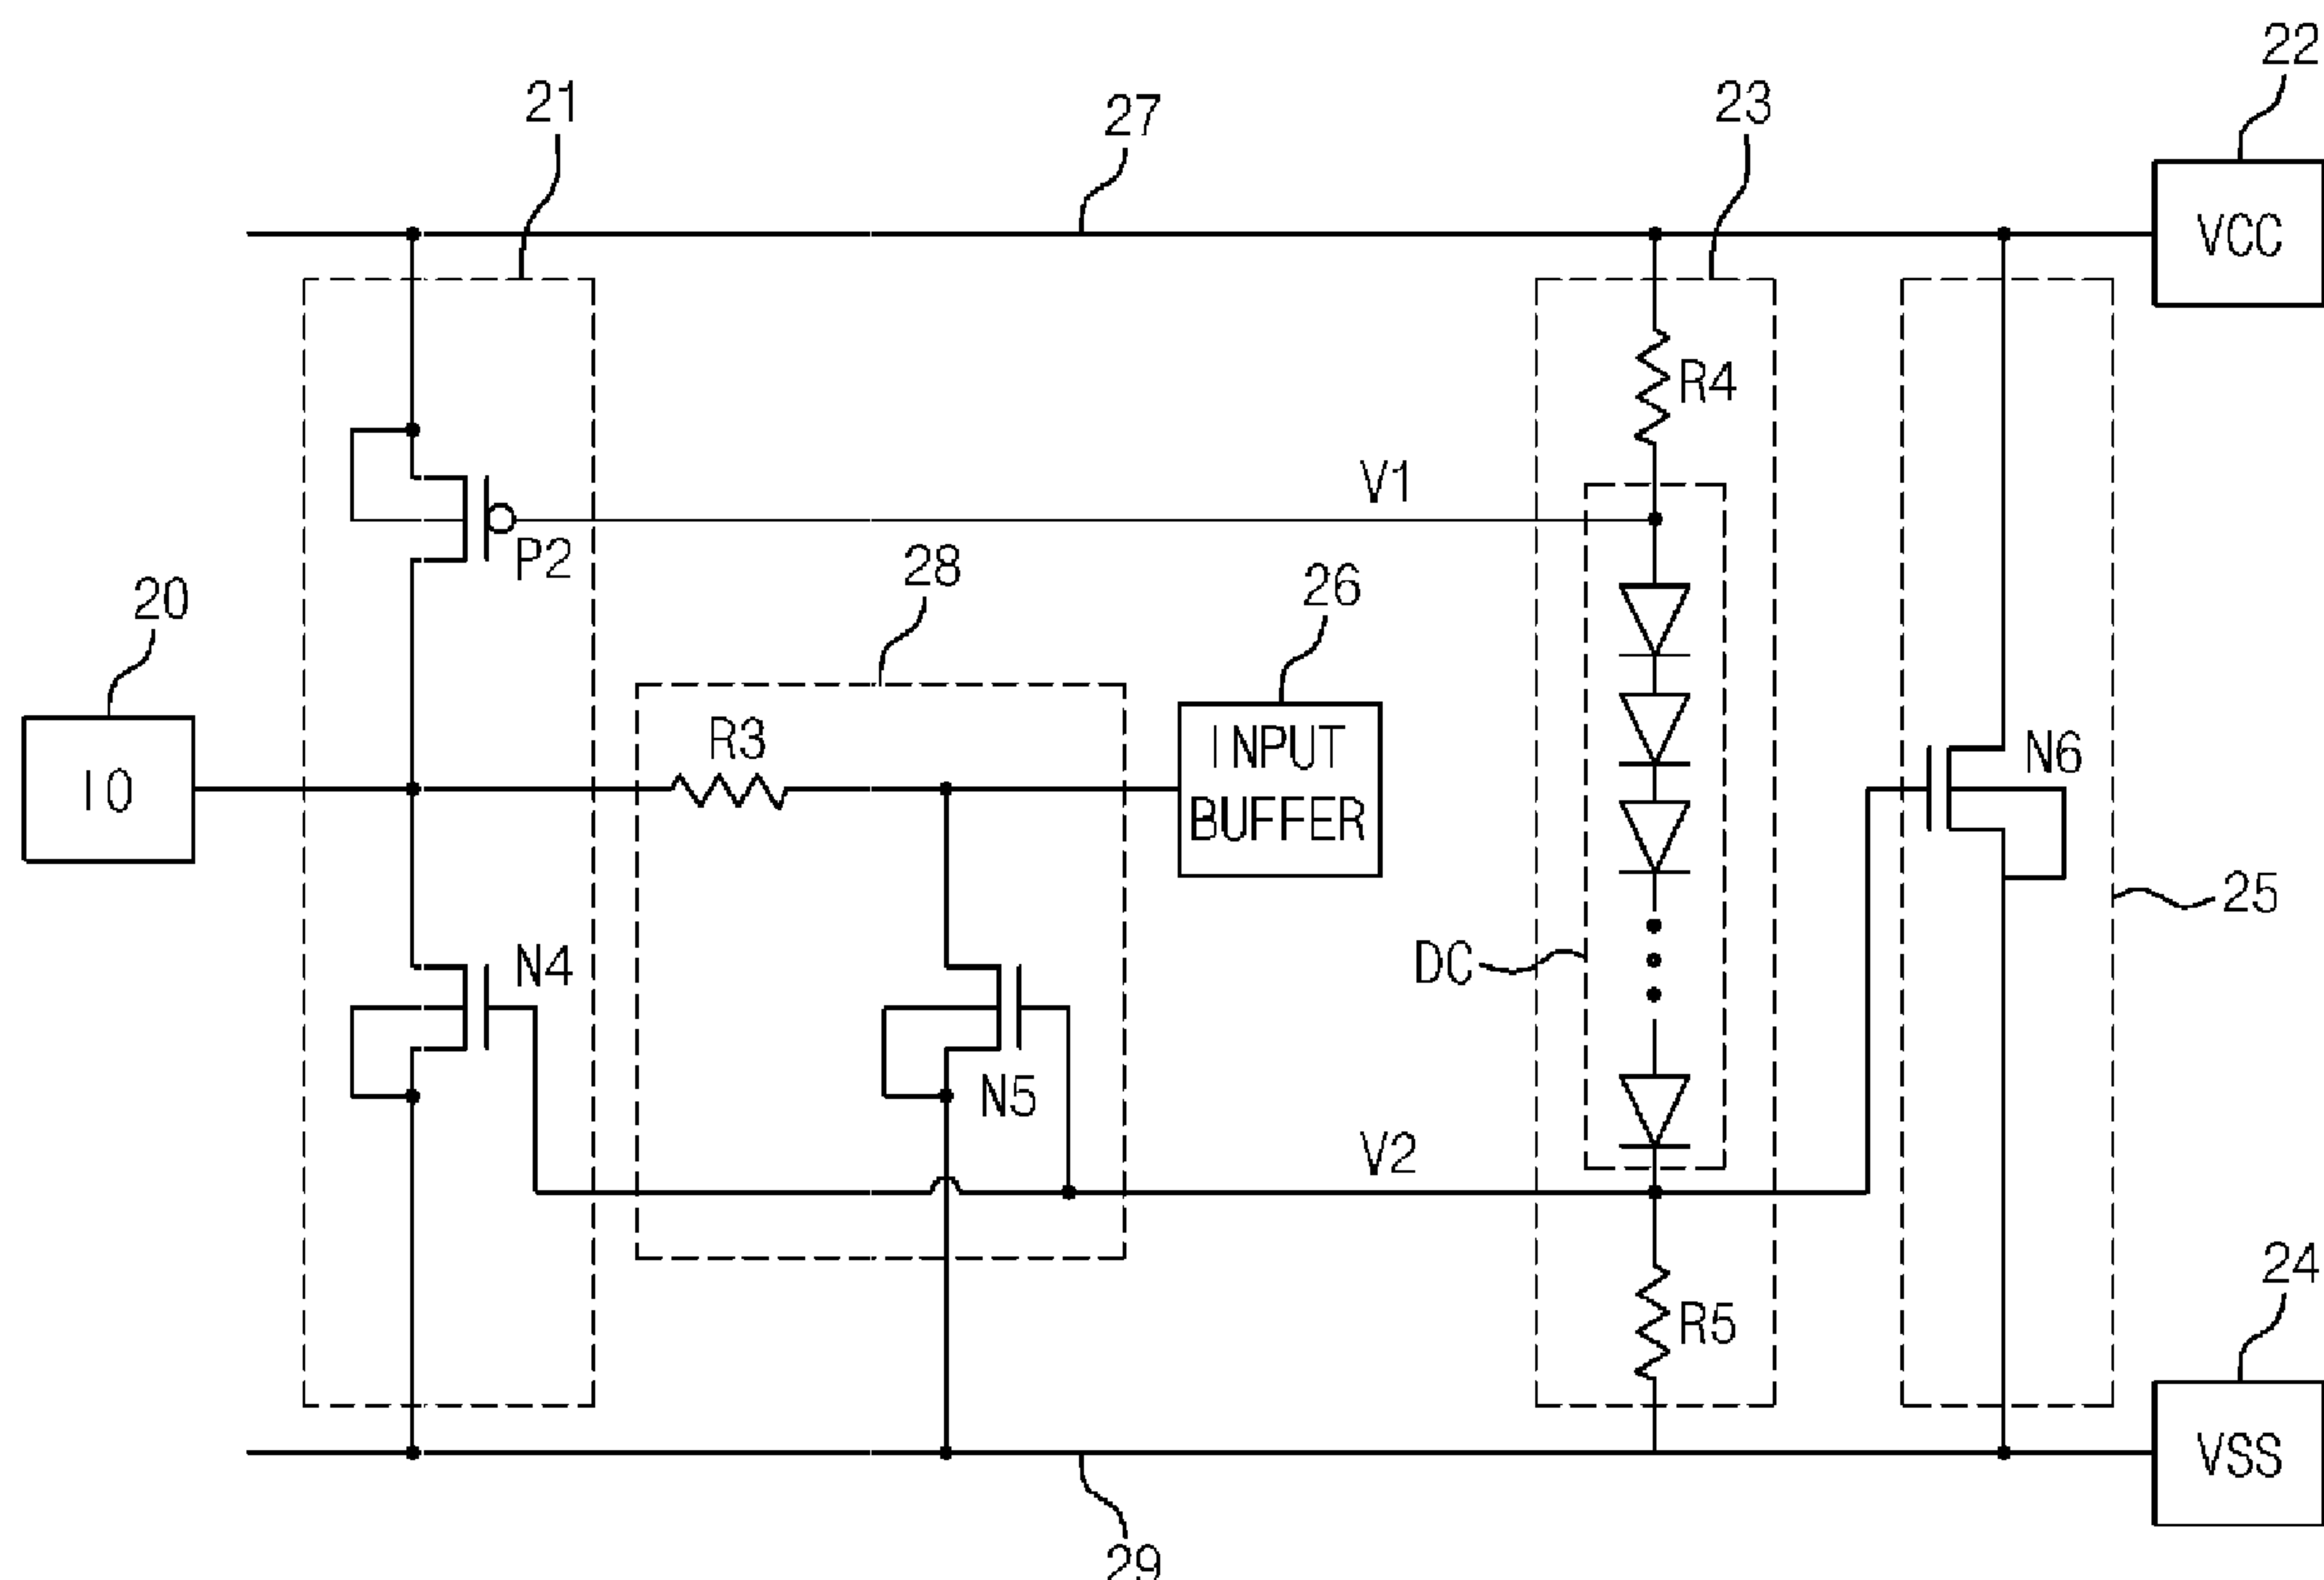 22
21
27
23
VCC
R4
V1
P2
28
26
20
R3
INPUT
BUFFER
N6
IO
25
N4
DC
N5
V2
24
R5
VSS
29